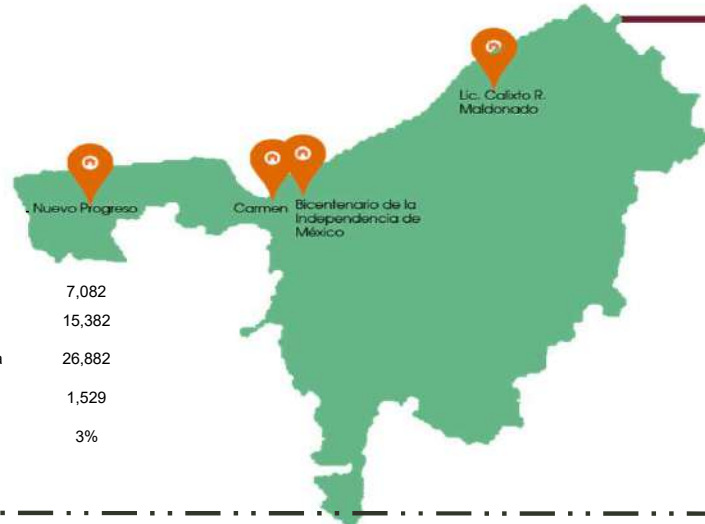 Lic. Calixto R.
Maldonado
Nuevo Progreso
Carmen
Bicentenario de la
Independencia de
México
7,082
15,382
26,882
1,529
3%